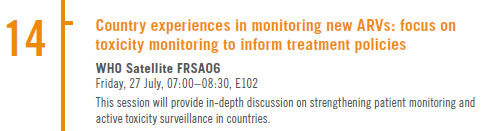 14
Country experiences in monitoring new ARVs: focus on
toxicity monitoring to inform treatment policies
WHO Satellite FRSA06
Friday, 27 July, 07:00–08:30, E102
This session will provide in-depth discussion on strengthening patient monitoring and
active toxicity surveillance in countries.